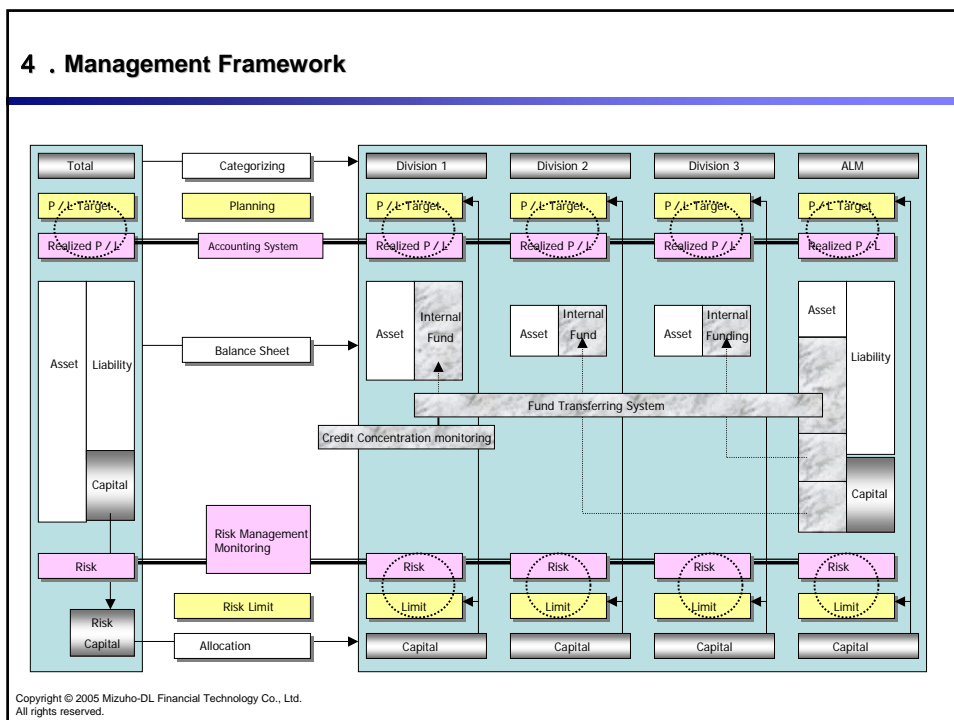 ４．Management Framework
Total
Categorizing
Division 1
Division 2
Division 3
ALM
P / L Target
Planning
P / L Target
P / L Target
P / L Target
P / L Target
Realized P / L
Accounting System
Realized P / L
Realized P / L
Realized P / L
Realized P / L
Asset
Liability
Capital
Balance Sheet
Asset
Internal
Fund
Asset
Internal
Fund
Asset
Internal
Funding
Asset
Liability
Capital
Fund Transferring System
Credit Concentration monitoring
Risk Management
Monitoring
Risk
Risk
Risk
Risk
Risk
Risk Limit
Limit
Limit
Limit
Limit
Risk
Capital
Allocation
Capital
Capital
Capital
Capital
Copyright © 2005 Mizuho-DL Financial Technology Co., Ltd.
All rights reserved.